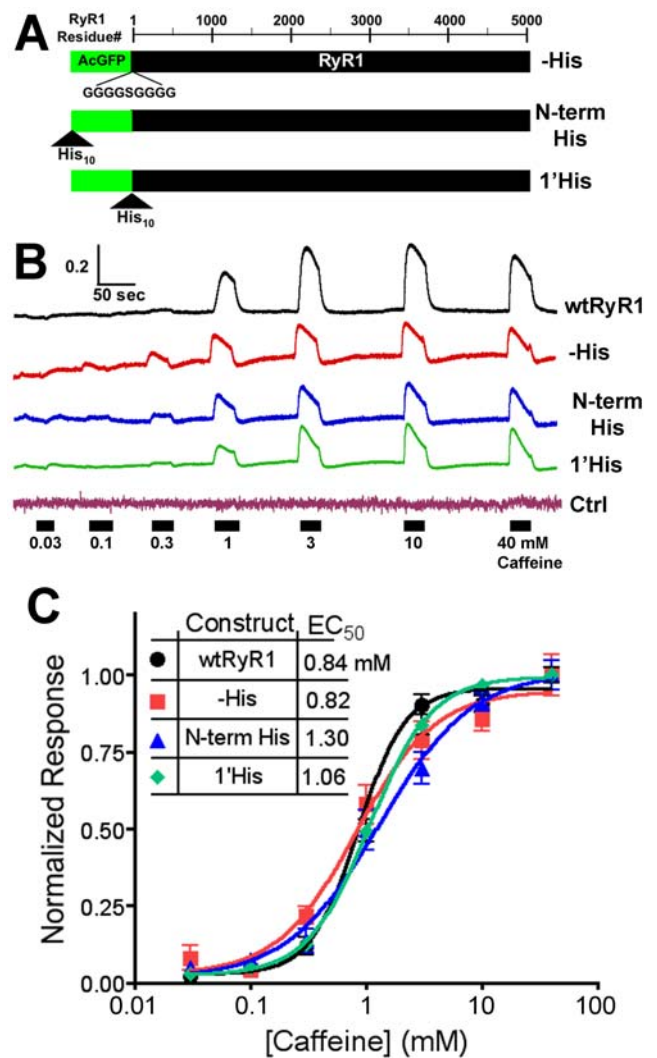 A
RyR1
Residue#
1 1000 2000 3000 4000 5000
AcGFP RyR1 -His
GGGGSGGGG
N-term
His
His10
1'His
His10
B
0.2
50 sec
wtRyR1
-His
N-term
His
1'His
Ctrl
0.03 0.1 0.3 1 3 10 40 mM
Caffeine
C
Construct EC50
wtRyR1 0.84 mM
-His 0.82
N-term His 1.30
1'His 1.06
Normalized Response
1.00
0.75
0.50
0.25
0.00
0.01 0.1 1 10 100
[Caffeine] (mM)